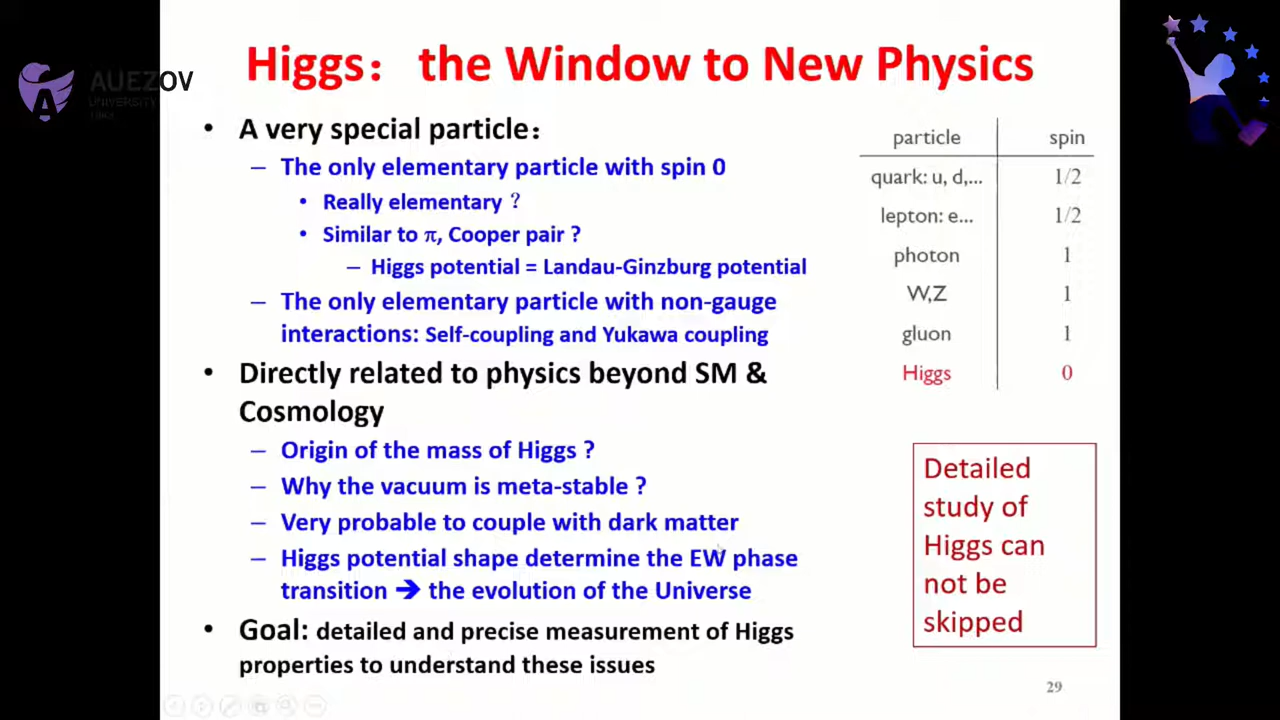 Higgs： the Window to New Physics
AUEZOV
UNIVERSITY
• A very special particle：
– The only elementary particle with spin 0
• Really elementary ？
• Similar to π, Cooper pair ?
– Higgs potential = Landau-Ginzburg potential
– The only elementary particle with non-gauge
interactions: Self-coupling and Yukawa coupling
• Directly related to physics beyond SM &
Cosmology
– Origin of the mass of Higgs ?
– Why the vacuum is meta-stable ?
– Very probable to couple with dark matter
– Higgs potential shape determine the EW phase
transition ➔ the evolution of the Universe
• Goal: detailed and precise measurement of Higgs
properties to understand these issues
particle spin
quark: u, d,... 1/2
lepton: e... 1/2
photon 1
W,Z 1
gluon 1
Higgs 0
Detailed
study of
Higgs can
not be
skipped
29